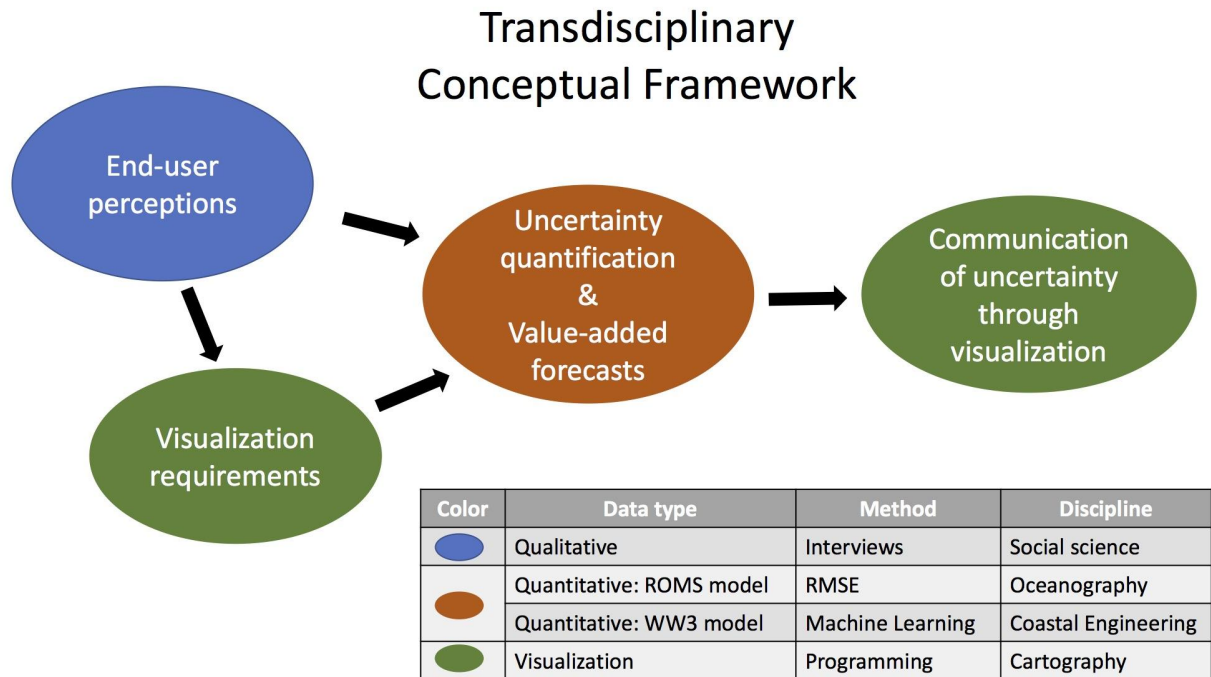 Transdisciplinary
Conceptual Framework
End-user
perceptions
Visualization
requirements
Uncertainty
quantification
&
Value-added
forecasts
Communication
of uncertainty
through
visualization
Color Data type Method Discipline
Qualitative Interviews Social science
Quantitative: ROMS model RMSE Oceanography
Quantitative: WW3 model Machine Learning Coastal Engineering
Visualization Programming Cartography